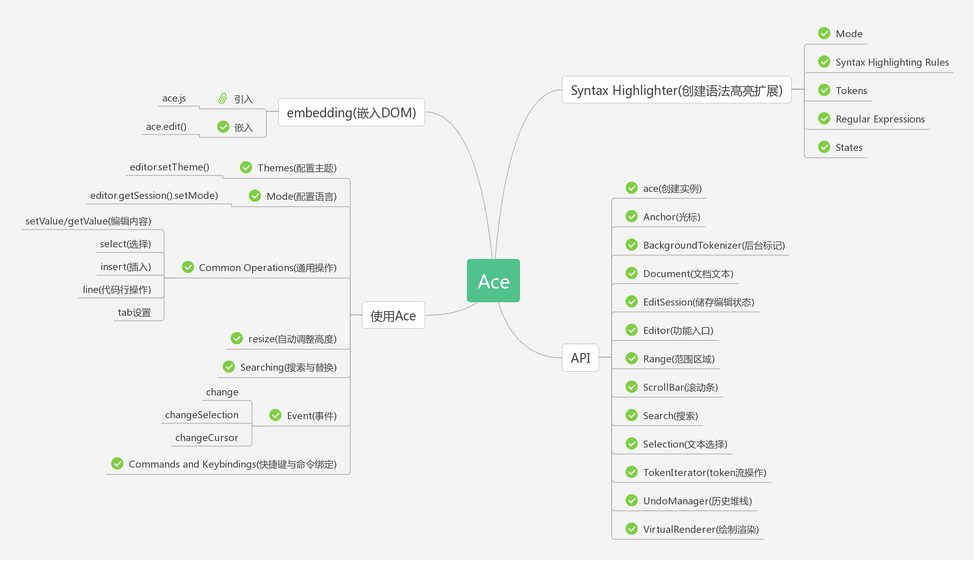 Ace
embedding(嵌入DOM)
引入
ace.js
嵌入
ace.edit()
使用Ace
Themes(配置主题)
editor.setTheme()
Mode(配置语言)
editor.getSession().setMode)
Common Operations(通用操作)
setValue/getValue(编辑内容)
select(选择)
insert(插入)
line(代码行操作)
tab设置
resize(自动调整高度)
Searching(搜索与替换)
Event(事件)
change
changeSelection
changeCursor
Commands and Keybindings(快捷键与命令绑定)
Syntax Highlighter(创建语法高亮扩展)
Mode
Syntax Highlighting Rules
Tokens
Regular Expressions
States
API
ace(创建实例)
Anchor(光标)
BackgroundTokenizer(后台标记)
Document(文档文本)
EditSession(储存编辑状态)
Editor(功能入口)
Range(范围区域)
ScrollBar(滚动条)
Search(搜索)
Selection(文本选择)
TokenIterator(token流操作)
UndoManager(历史堆栈)
VirtualRenderer(绘制渲染)